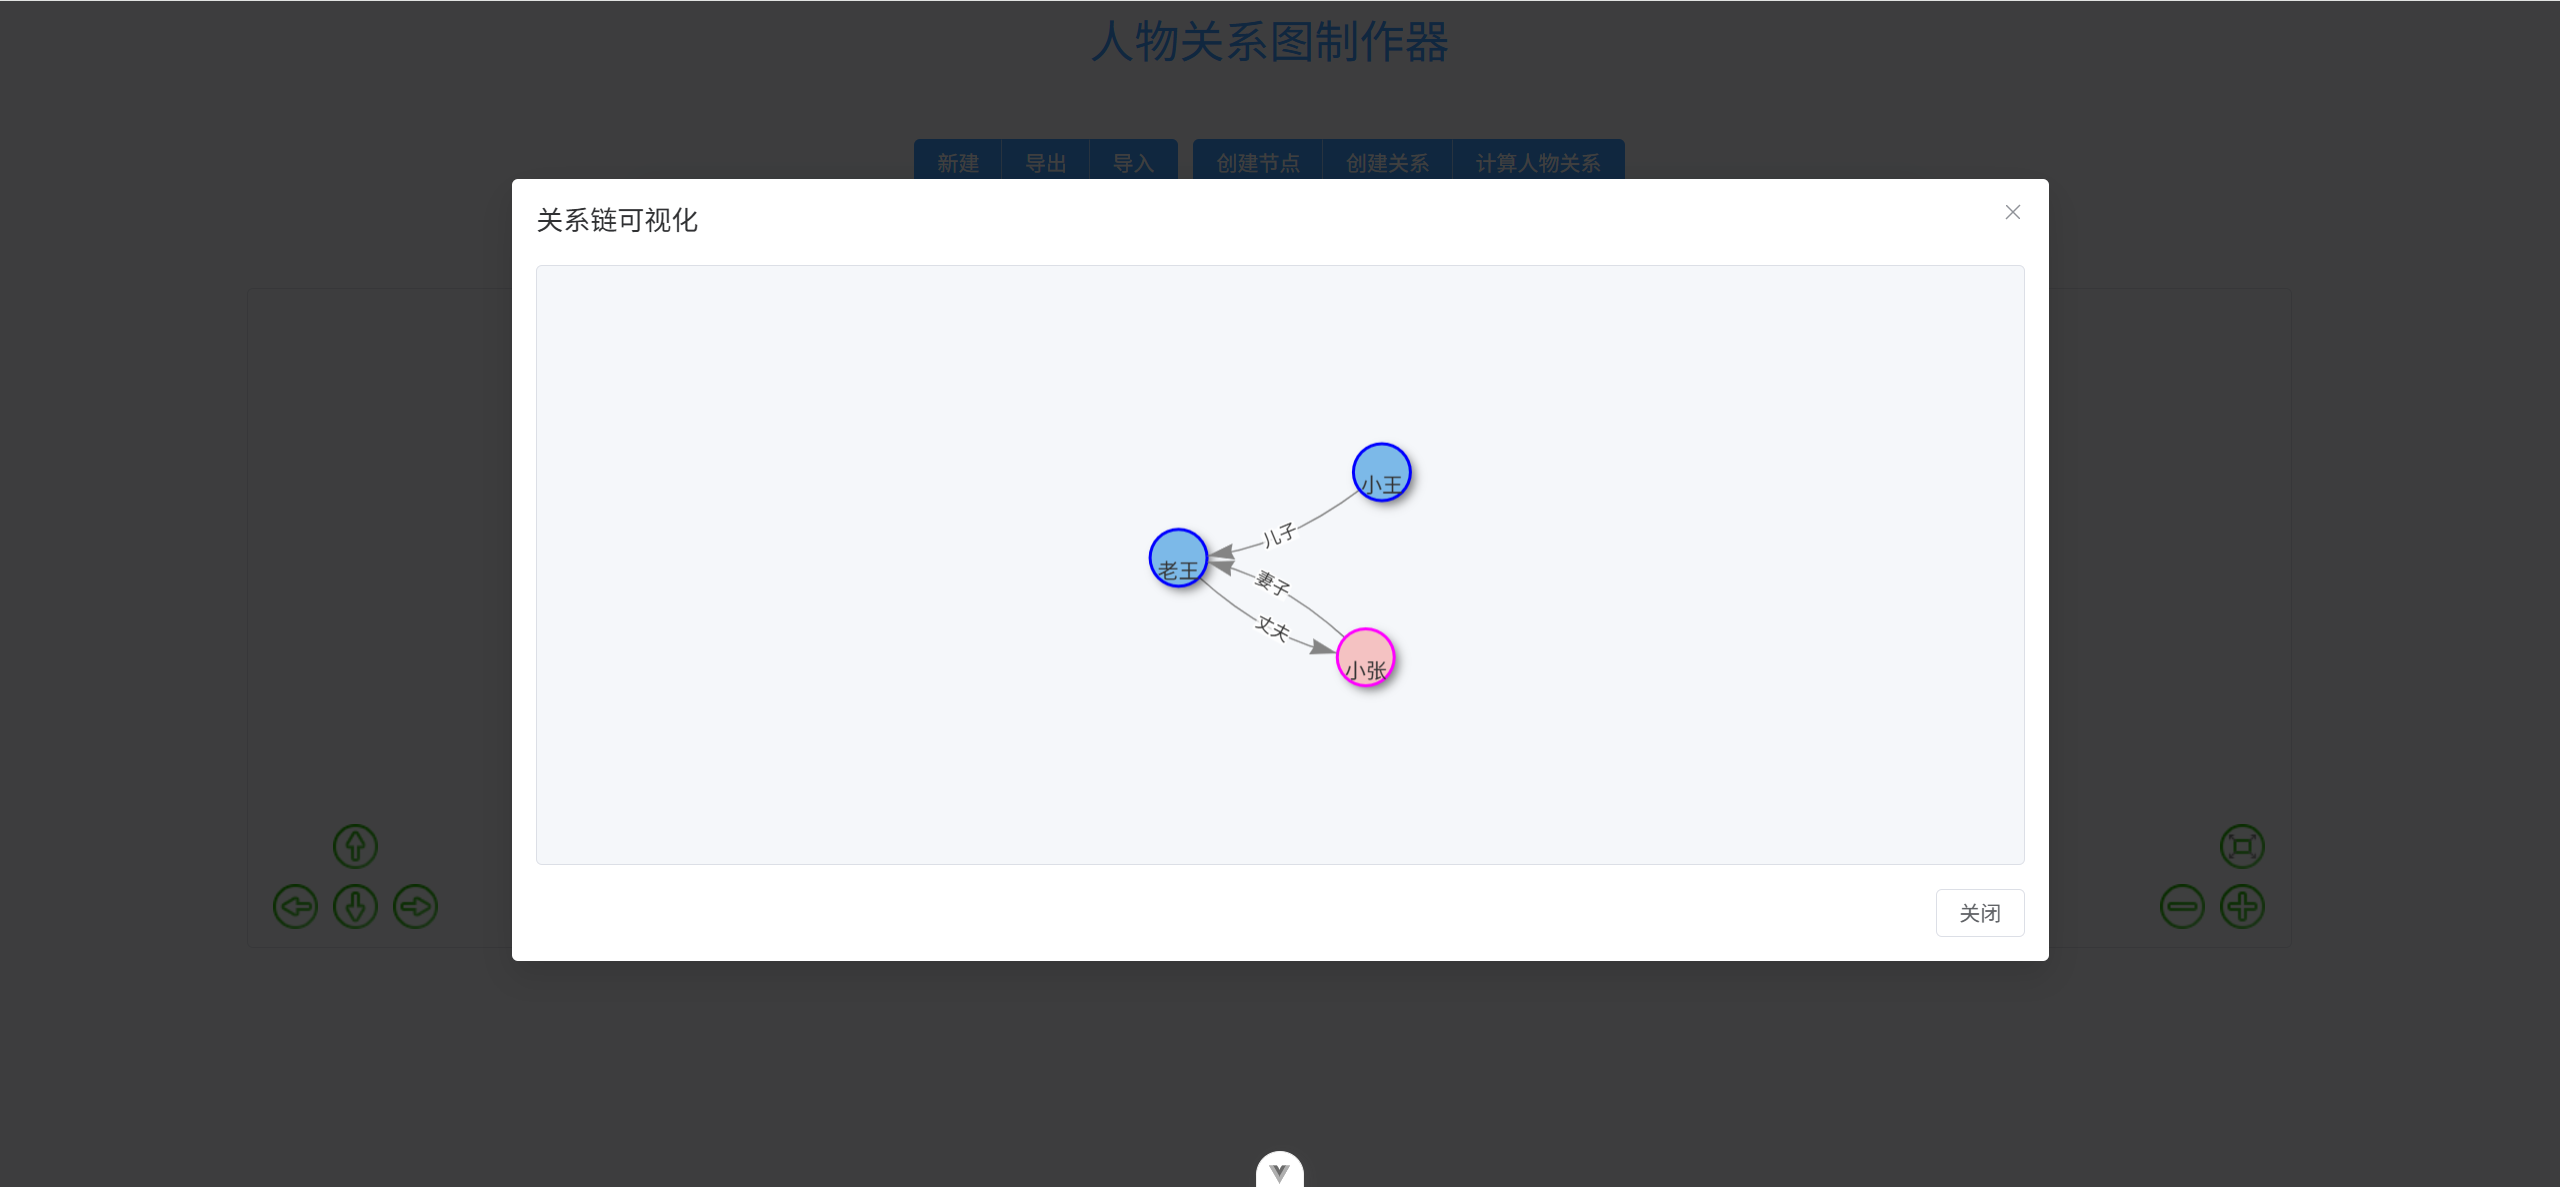 人物关系图制作器
新建 导出 导入 创建节点 创建关系 计算人物关系
关系链可视化
小王
儿子
老王
妻子
丈夫
小张
关闭